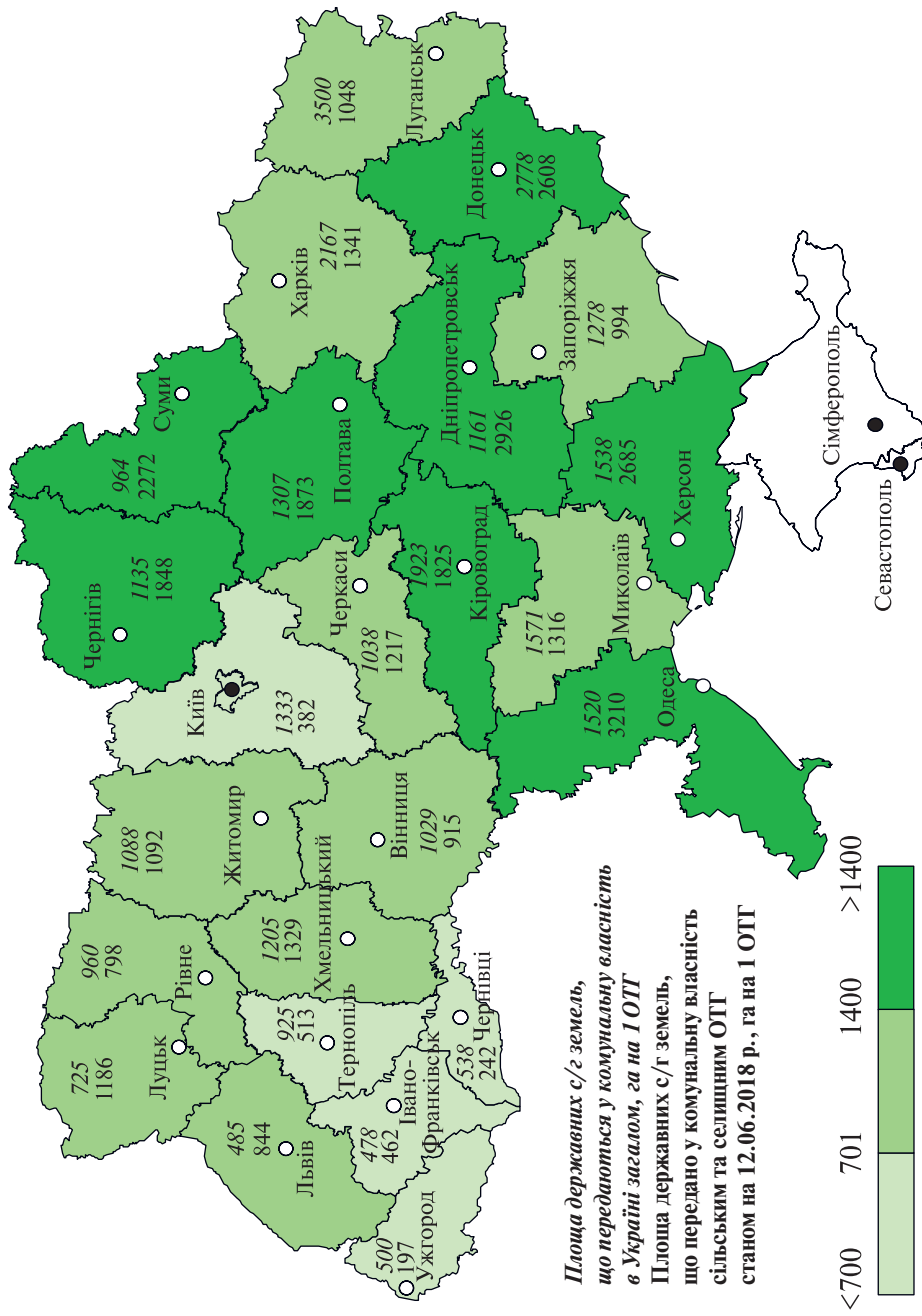 Чернігів
1135
1848
964
2272
Суми
725
1186
Луцьк
960
798
Рівне
1088
1092
Житомир
Київ
1333
382
1307
1873
Полтава
Харків
2167
1341
3500
1048
Луганськ
485
844
Львів
925
513
Тернопіль
1205
1329
Хмельницький
Вінниця
1029
915
1038
1217
Черкаси
1923
1825
Кіровоград
Дніпропетровськ
1161
2926
Донецьк
2778
2608
500
197
Ужгород
478
462
Івано-
Франківськ
538
242
Чернівці
1520
3210
Одеса
1571
1316
Миколаїв
1538
2685
Херсон
Запоріжжя
1278
994
Сімферополь
Севастополь
Площа державних с/г земель,
що передаються у комунальну власність
в Україні загалом, га на 1 ОТГ
Площа державних с/г земель,
що передано у комунальну власність
сільським та селищним ОТГ
станом на 12.06.2018 р., га на 1 ОТГ
<700
701
1400
>1400